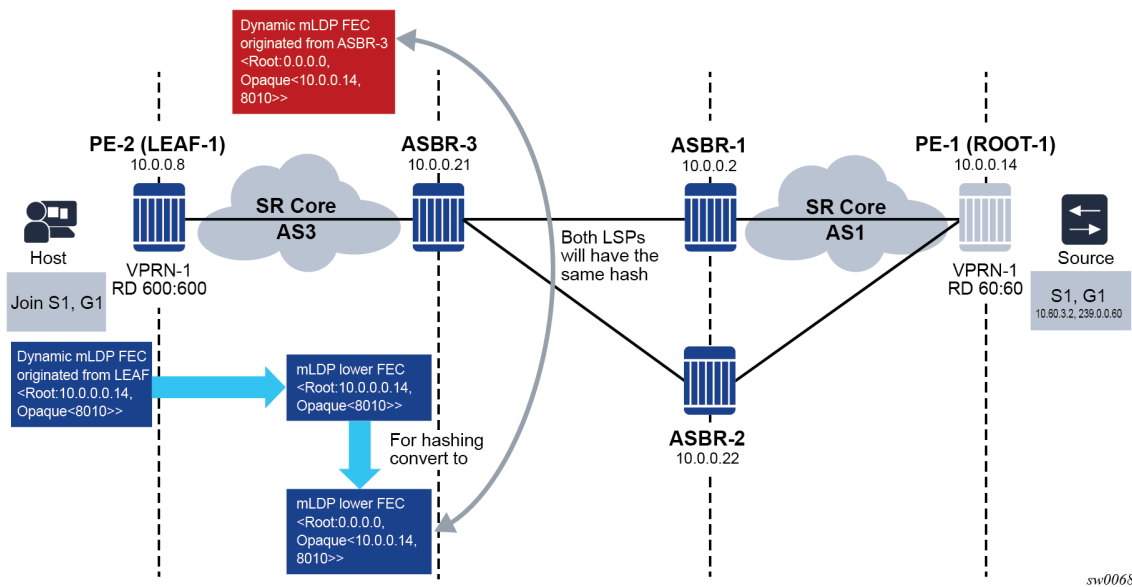 Dynamic mLDP FEC
originated from ASBR-3
<Root:0.0.0.0,
Opaque<10.0.0.14,
8010>>
PE-2 (LEAF-1)
10.0.0.8
ASBR-3
10.0.0.21
ASBR-1
10.0.0.2
PE-1 (ROOT-1)
10.0.0.14
SR Core
AS3
SR Core
AS1
Both LSPs
will have the
same hash
Host
Join S1, G1
VPRN-1
RD 600:600
VPRN-1
RD 60:60
Source
S1, G1
10.60.3.2, 239.0.0.60
Dynamic mLDP FEC
originated from LEAF
<Root:10.0.0.0.14,
Opaque<8010>>
mLDP lower FEC
<Root:10.0.0.0.14,
Opaque<8010>>
For hashing
convert to
ASBR-2
10.0.0.22
mLDP lower FEC
<Root:0.0.0.0,
Opaque<10.0.0.14,
8010>>